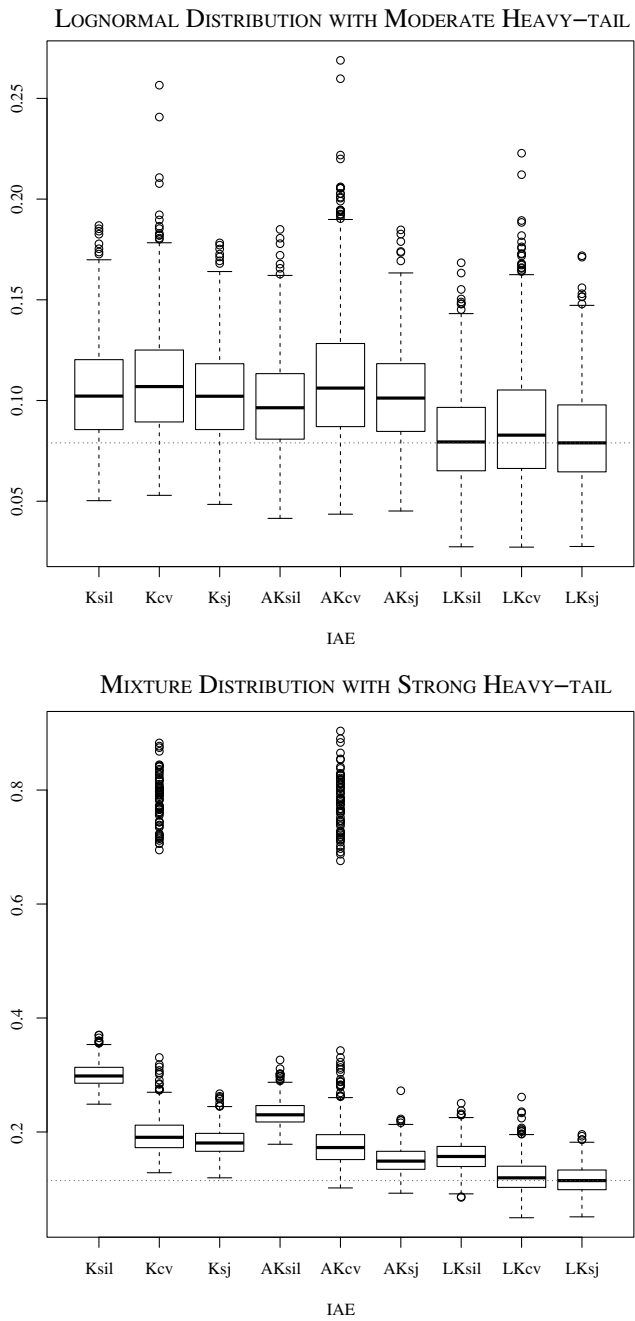 Lognormal Distribution with Moderate Heavy−tail
0.25
0.20
0.15
0.10
0.05
Ksil Kcv Ksj AKsil AKcv AKsj LKsil LKcv LKsj
IAE
Mixture Distribution with Strong Heavy−tail
0.8
0.6
0.4
0.2
Ksil Kcv Ksj AKsil AKcv AKsj LKsil LKcv LKsj
IAE